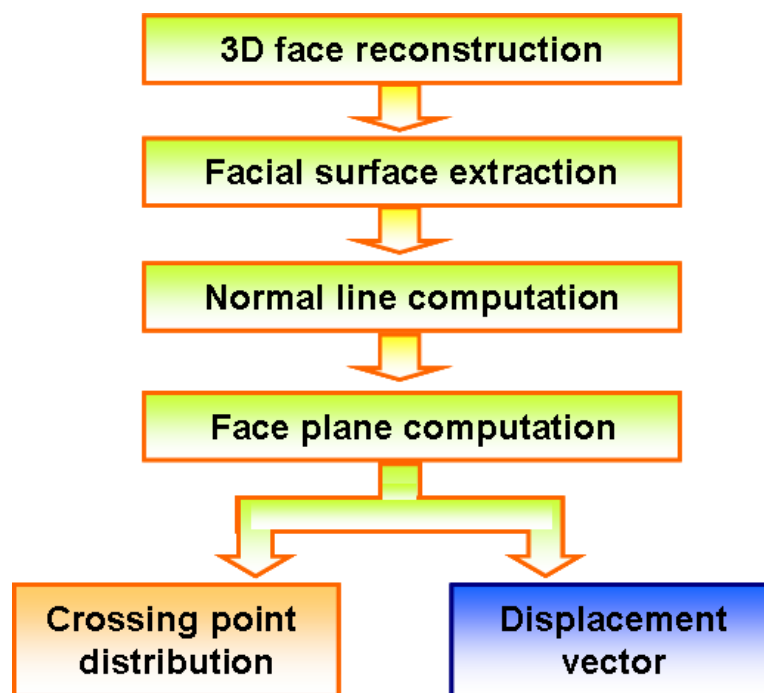 3D face reconstruction
Facial surface extraction
Normal line computation
Face plane computation
Crossing point
distribution
Displacement
vector